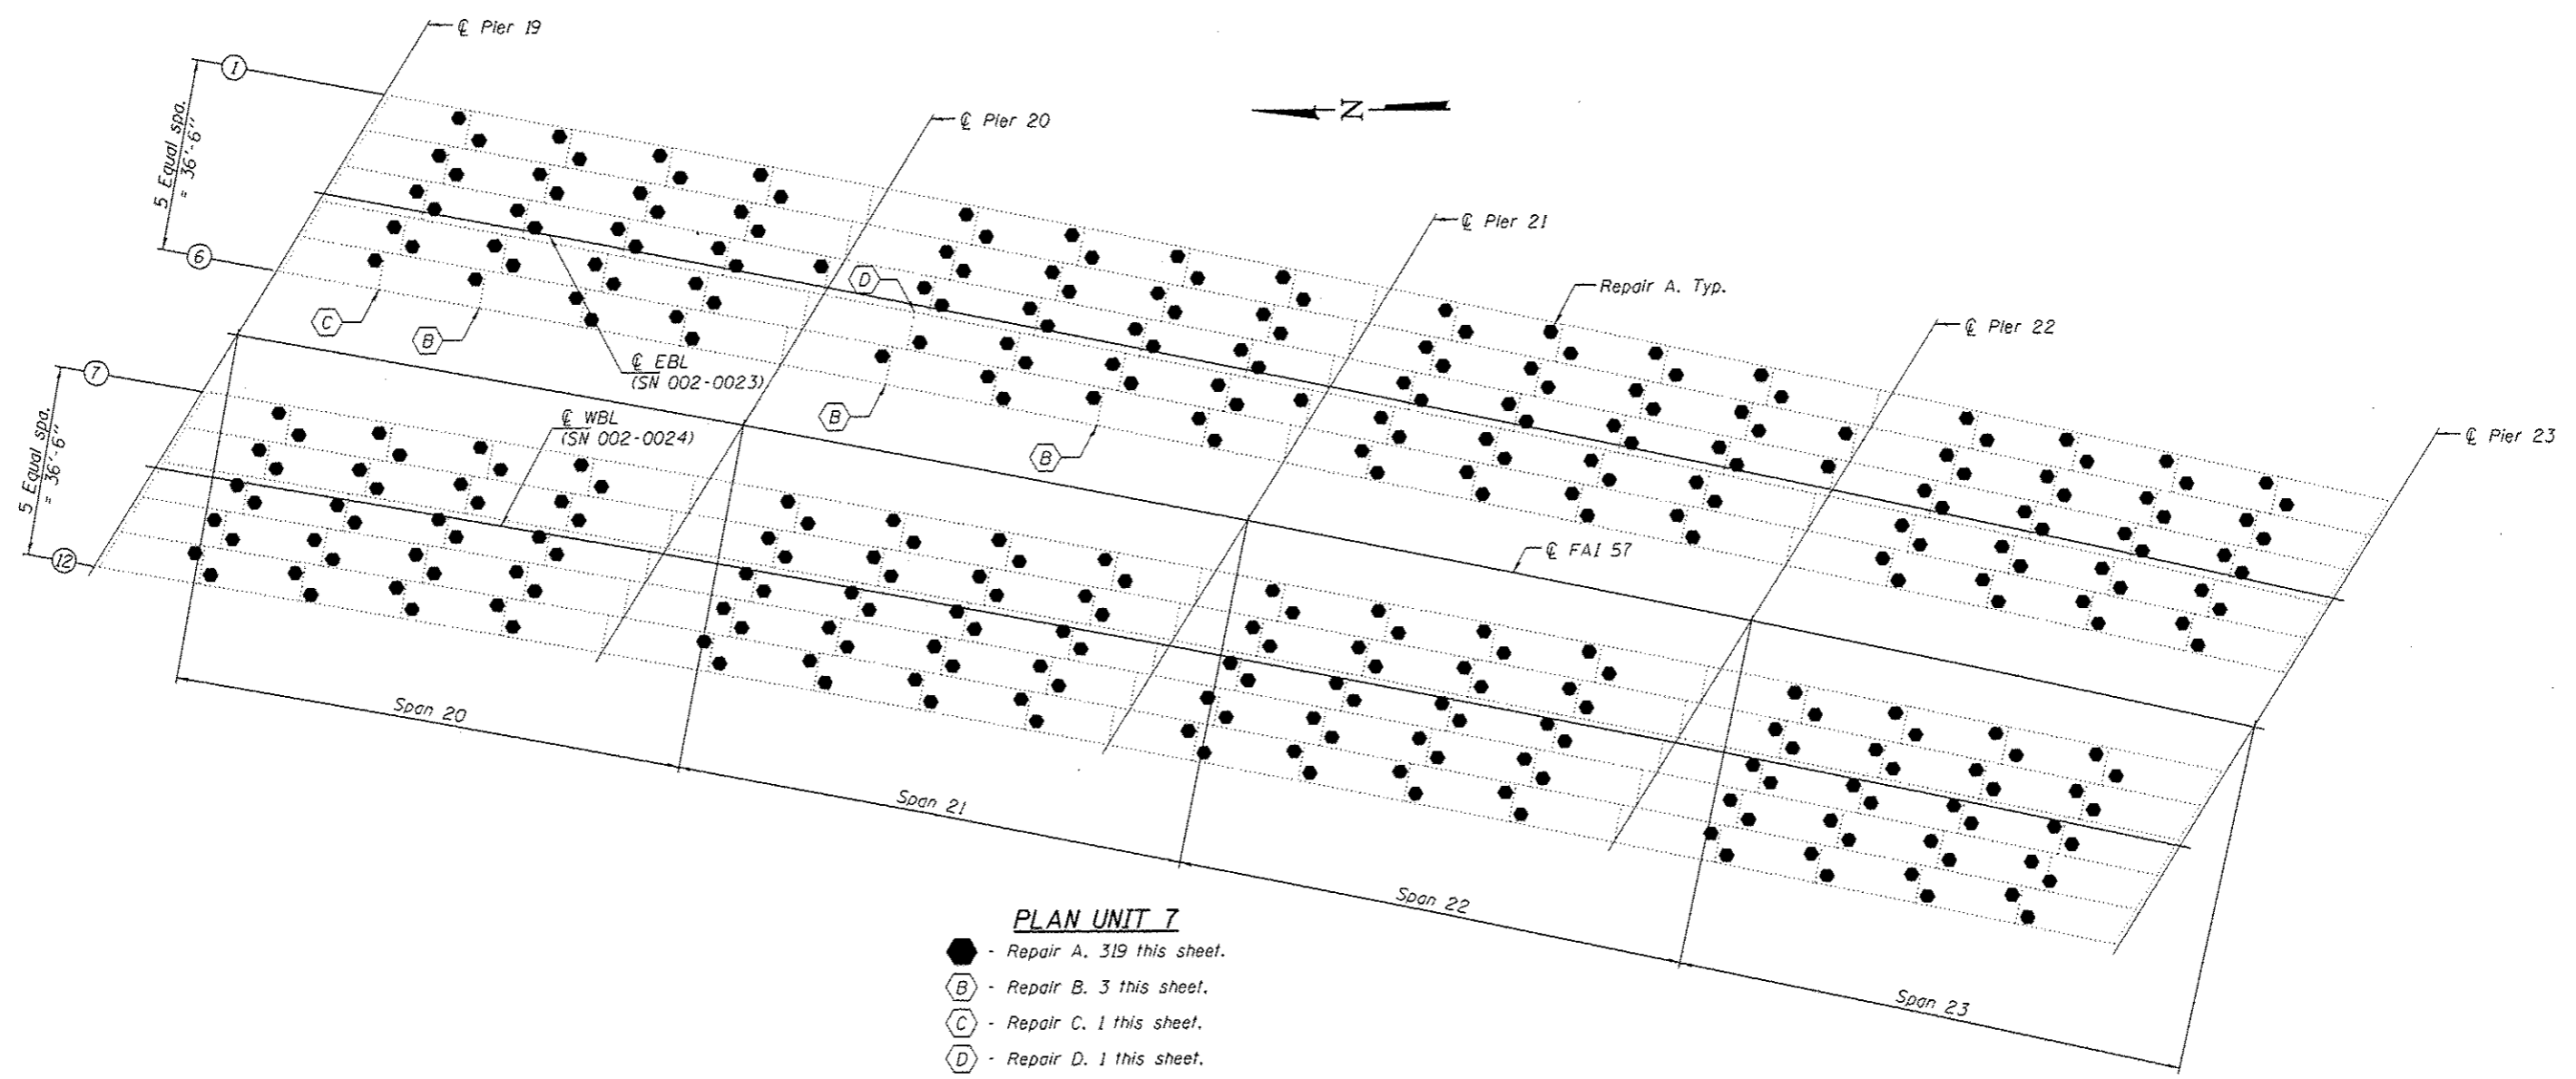 ℄ Pier 19
1
5 Equal spa.
= 36'-6"
6
℄ Pier 20
N
℄ Pier 21
Repair A. Typ.
℄ Pier 22
℄ Pier 23
D
C
B
℄ EBL
(SN 002-0023)
B
B
7
5 Equal spa.
= 36'-6"
12
℄ WBL
(SN 002-0024)
℄ FAI 57
Span 20
Span 21
Span 22
Span 23
PLAN UNIT 7
- Repair A. 319 this sheet.
B - Repair B. 3 this sheet.
C - Repair C. 1 this sheet.
D - Repair D. 1 this sheet.